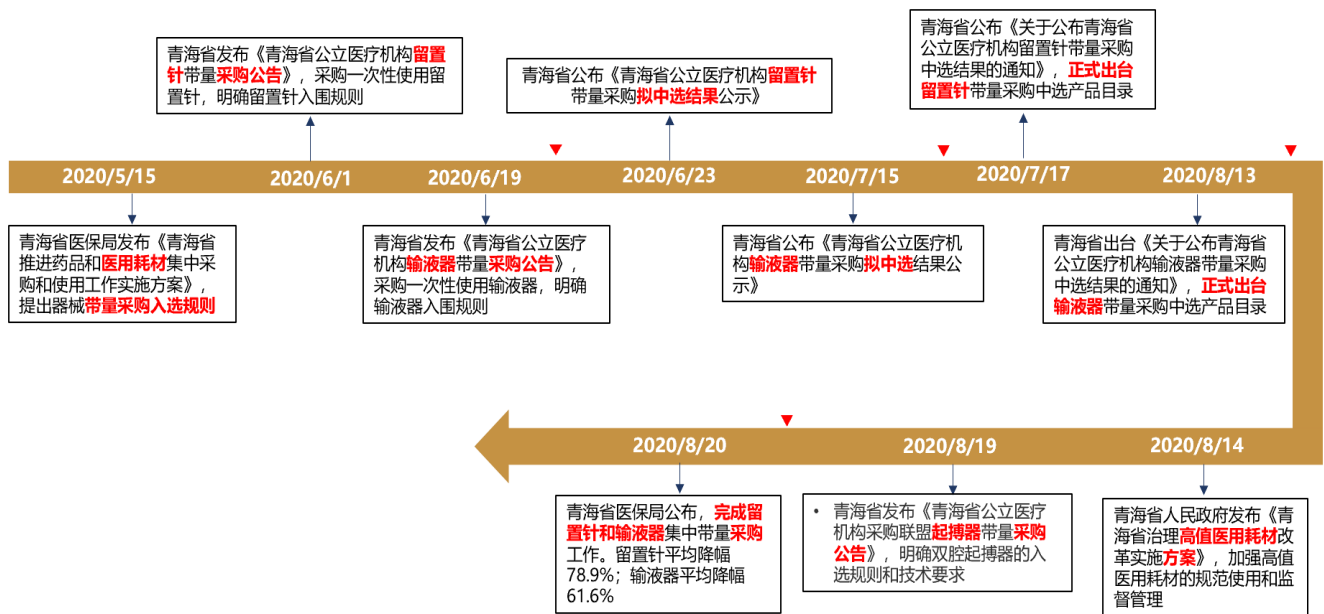 青海省发布《青海省公立医疗机构留置
针带量采购公告》，采购一次性使用留
置针，明确留置针入围规则
青海省公布《青海省公立医疗机构留置针
带量采购拟中选结果公示》
青海省公布《关于公布青海省
公立医疗机构留置针带量采购
中选结果的通知》，正式出台
留置针带量采购中选产品目录
2020/5/15
2020/6/1
2020/6/19
2020/6/23
2020/7/15
2020/7/17
2020/8/13
青海省医保局发布《青海省
推进药品和医用耗材集中采
购和使用工作实施方案》，
提出器械带量采购入选规则
青海省发布《青海省公立医疗
机构输液器带量采购公告》，
采购一次性使用输液器，明确
输液器入围规则
青海省公布《青海省公立医疗机
构输液器带量采购拟中选结果公
示》
青海省出台《关于公布青海省
公立医疗机构输液器带量采购
中选结果的通知》，正式出台
输液器带量采购中选产品目录
2020/8/20
2020/8/19
2020/8/14
青海省医保局公布，完成留
置针和输液器集中带量采购
工作。留置针平均降幅
78.9%；输液器平均降幅
61.6%
• 青海省发布《青海省公立医疗
机构采购联盟起搏器带量采购
公告》，明确双腔起搏器的入
选规则和技术要求
青海省人民政府发布《青
海省治理高值医用耗材改
革实施方案》，加强高值
医用耗材的规范使用和监
督管理